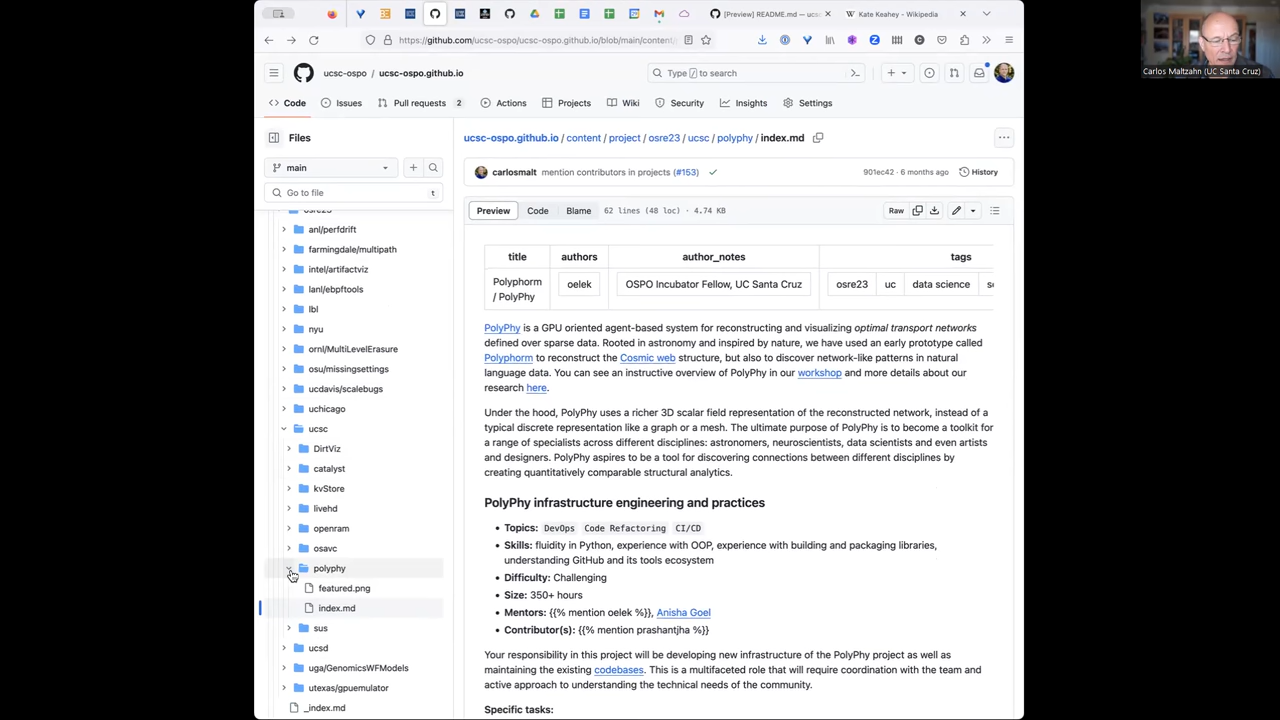 [Preview] README.md — ucsc
Kate Keahey - Wikipedia
https://github.com/ucsc-ospo/ucsc-ospo.github.io/blob/main/content/
Carlos Maltzahn (UC Santa Cruz)
ucsc-ospo / ucsc-ospo.github.io
Type / to search
Code Issues Pull requests 2 Actions Projects Wiki Security Insights Settings
Files
main
Go to file
osre23
anl/perfdrift
farmingdale/multipath
intel/artifactviz
lanl/ebpftools
lbl
nyu
ornl/MultiLevelErasure
osu/missingsettings
ucdavis/scalebugs
uchicago
ucsc
DirtViz
catalyst
kvStore
livehd
openram
osavc
polyphy
featured.png
index.md
sus
ucsd
uga/GenomicsWFModels
utexas/gpuemulator
_index.md
ucsc-ospo.github.io / content / project / osre23 / ucsc / polyphy / index.md
carlosmalt mention contributors in projects (#153)
901ec42 · 6 months ago History
Preview Code Blame 62 lines (48 loc) · 4.74 KB Raw
title authors author_notes tags
Polyphorm / PolyPhy oelek OSPO Incubator Fellow, UC Santa Cruz osre23 uc data science
PolyPhy is a GPU oriented agent-based system for reconstructing and visualizing optimal transport networks
defined over sparse data. Rooted in astronomy and inspired by nature, we have used an early prototype called
Polyphorm to reconstruct the Cosmic web structure, but also to discover network-like patterns in natural
language data. You can see an instructive overview of PolyPhy in our workshop and more details about our
research here.
Under the hood, PolyPhy uses a richer 3D scalar field representation of the reconstructed network, instead of a
typical discrete representation like a graph or a mesh. The ultimate purpose of PolyPhy is to become a toolkit for
a range of specialists across different disciplines: astronomers, neuroscientists, data scientists and even artists
and designers. PolyPhy aspires to be a tool for discovering connections between different disciplines by
creating quantitatively comparable structural analytics.
PolyPhy infrastructure engineering and practices
• Topics: DevOps Code Refactoring CI/CD
• Skills: fluidity in Python, experience with OOP, experience with building and packaging libraries,
understanding GitHub and its tools ecosystem
• Difficulty: Challenging
• Size: 350+ hours
• Mentors: {{% mention oelek %}}, Anisha Goel
• Contributor(s): {{% mention prashantjha %}}
Your responsibility in this project will be developing new infrastructure of the PolyPhy project as well as
maintaining the existing codebases. This is a multifaceted role that will require coordination with the team and
active approach to understanding the technical needs of the community.
Specific tasks: